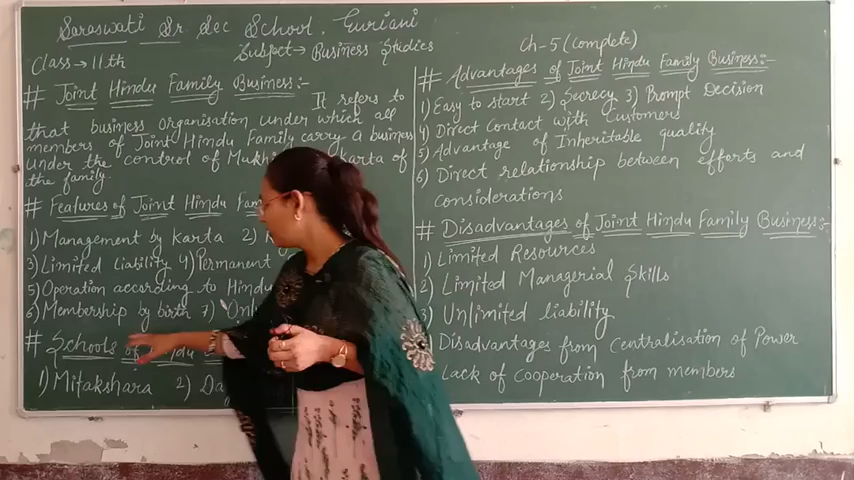 Saraswati Sr Sec School, Guriani
Subject → Business Studies
Class → 11th
Ch-5 (Complete)
# Joint Hindu Family Business:-
It refers to
that business organisation under which all
members of Joint Hindu Family carry a business
under the control of karta of
the family.
# Features of Joint Hindu
1) Management by Karta 2)
3) Limited liability 4) Permanent
5) Operation according to Hindu
6) Membership by birth 7)
# Schools of
1) Mitakshara 2)
# Advantages of Joint Hindu Family Business:-
1) Easy to start 2) Secrecy 3) Prompt Decision
4) Direct Contact with Customers
5) Advantage of Inheritable quality
6) Direct relationship between efforts and
considerations
# Disadvantages of Joint Hindu Family Business:-
1) Limited Resources
2) Limited Managerial Skills
3) Unlimited liability
Disadvantages from Centralisation of Power
Lack of Cooperation from members